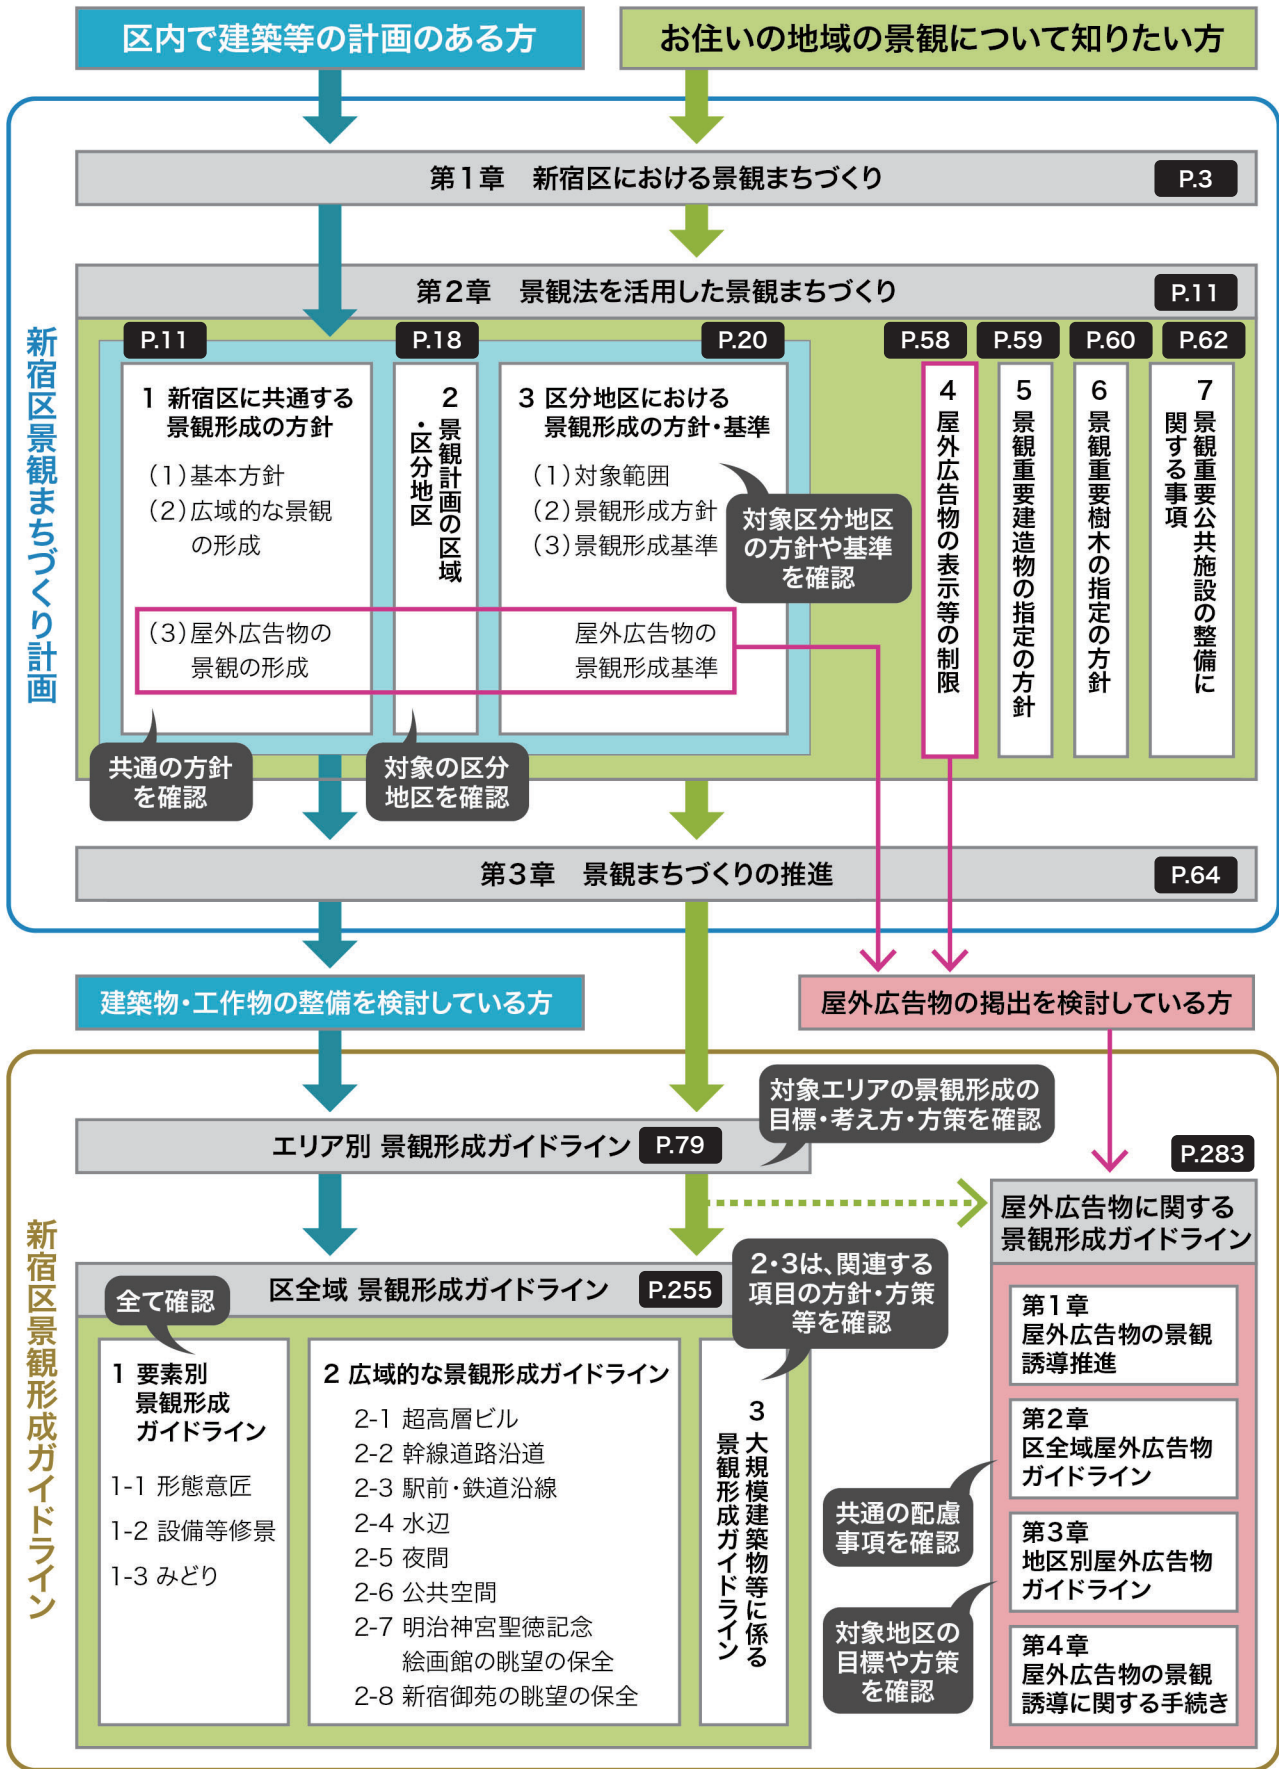 区内で建築等の計画のある方
お住いの地域の景観について知りたい方
新宿区景観まちづくり計画
第1章 新宿区における景観まちづくり
P.3
第2章 景観法を活用した景観まちづくり
P.11
P.11
1 新宿区に共通する
景観形成の方針
(1)基本方針
(2)広域的な景観
の形成
(3)屋外広告物の
景観の形成
共通の方針
を確認
P.18
2 景観計画の区域
・区分地区
対象の区分
地区を確認
P.20
3 区分地区における
景観形成の方針・基準
(1)対象範囲
(2)景観形成方針
(3)景観形成基準
屋外広告物の
景観形成基準
対象区分地区
の方針や基準
を確認
P.58
4 屋外広告物の表示等の制限
P.59
5 景観重要建造物の指定の方針
P.60
6 景観重要樹木の指定の方針
P.62
7 景観重要公共施設の整備に
関する事項
第3章 景観まちづくりの推進
P.64
建築物・工作物の整備を検討している方
屋外広告物の掲出を検討している方
新宿区景観形成ガイドライン
対象エリアの景観形成の
目標・考え方・方策を確認
エリア別 景観形成ガイドライン
P.79
区全域 景観形成ガイドライン
P.255
全て確認
2・3は、関連する
項目の方針・方策
等を確認
1 要素別
景観形成
ガイドライン
1-1 形態意匠
1-2 設備等修景
1-3 みどり
2 広域的な景観形成ガイドライン
2-1 超高層ビル
2-2 幹線道路沿道
2-3 駅前・鉄道沿線
2-4 水辺
2-5 夜間
2-6 公共空間
2-7 明治神宮聖徳記念
絵画館の眺望の保全
2-8 新宿御苑の眺望の保全
3 大規模建築物等に係る
景観形成ガイドライン
P.283
屋外広告物に関する
景観形成ガイドライン
第1章
屋外広告物の景観
誘導推進
第2章
区全域屋外広告物
ガイドライン
共通の配慮
事項を確認
第3章
地区別屋外広告物
ガイドライン
対象地区の
目標や方策
を確認
第4章
屋外広告物の景観
誘導に関する手続き